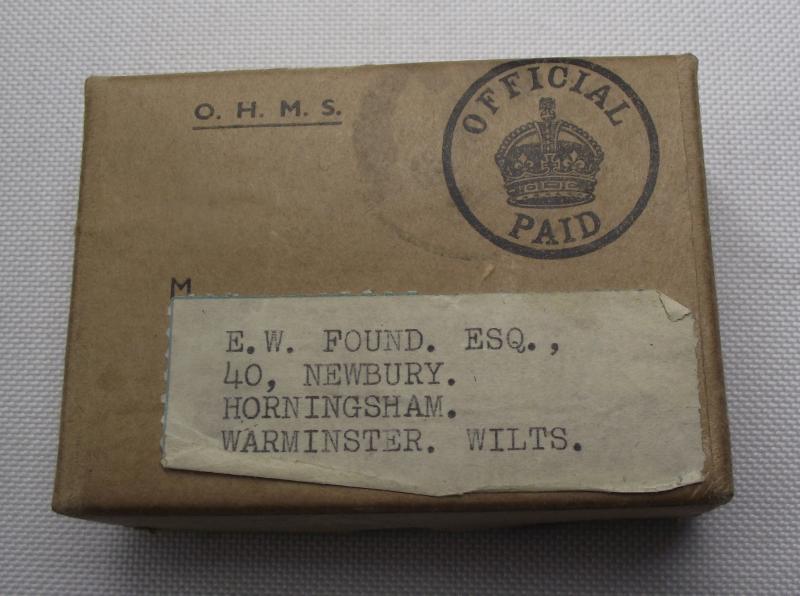 O. H. M. S.
OFFICIAL
PAID
M
E.W. FOUND. ESQ.,
40, NEWBURY.
HORNINGSHAM.
WARMINSTER. WILTS.